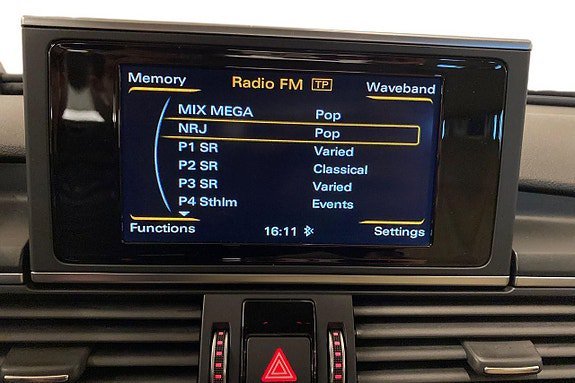 Memory Radio FM TP Waveband
MIX MEGA Pop
NRJ Pop
P1 SR Varied
P2 SR Classical
P3 SR Varied
P4 Sthlm Events
Functions 16:11 Settings